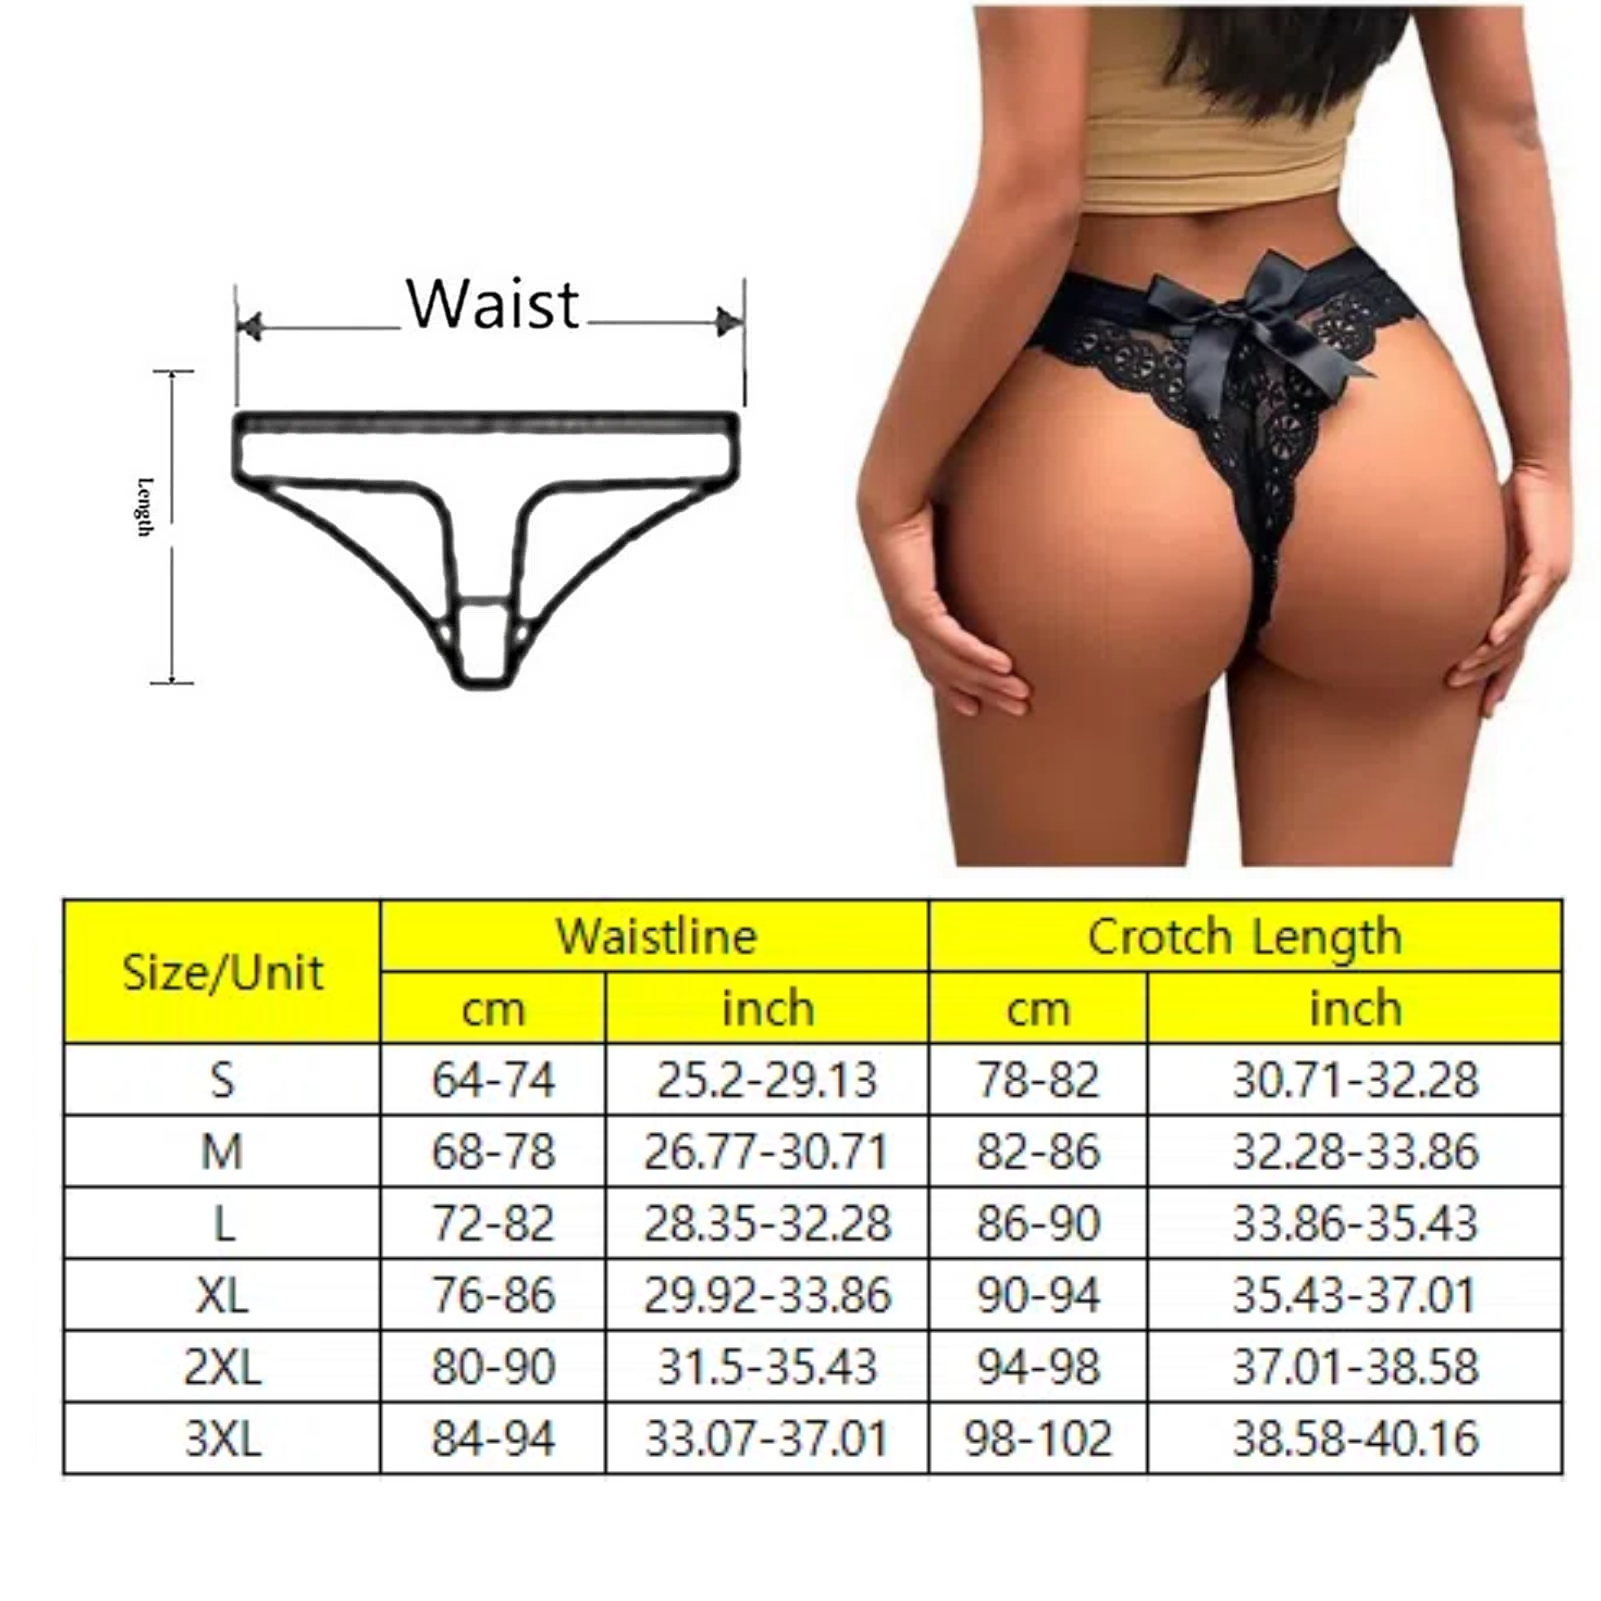 Waist
Length
Size/Unit Waistline Crotch Length
cm inch cm inch
S 64-74 25.2-29.13 78-82 30.71-32.28
M 68-78 26.77-30.71 82-86 32.28-33.86
L 72-82 28.35-32.28 86-90 33.86-35.43
XL 76-86 29.92-33.86 90-94 35.43-37.01
2XL 80-90 31.5-35.43 94-98 37.01-38.58
3XL 84-94 33.07-37.01 98-102 38.58-40.16